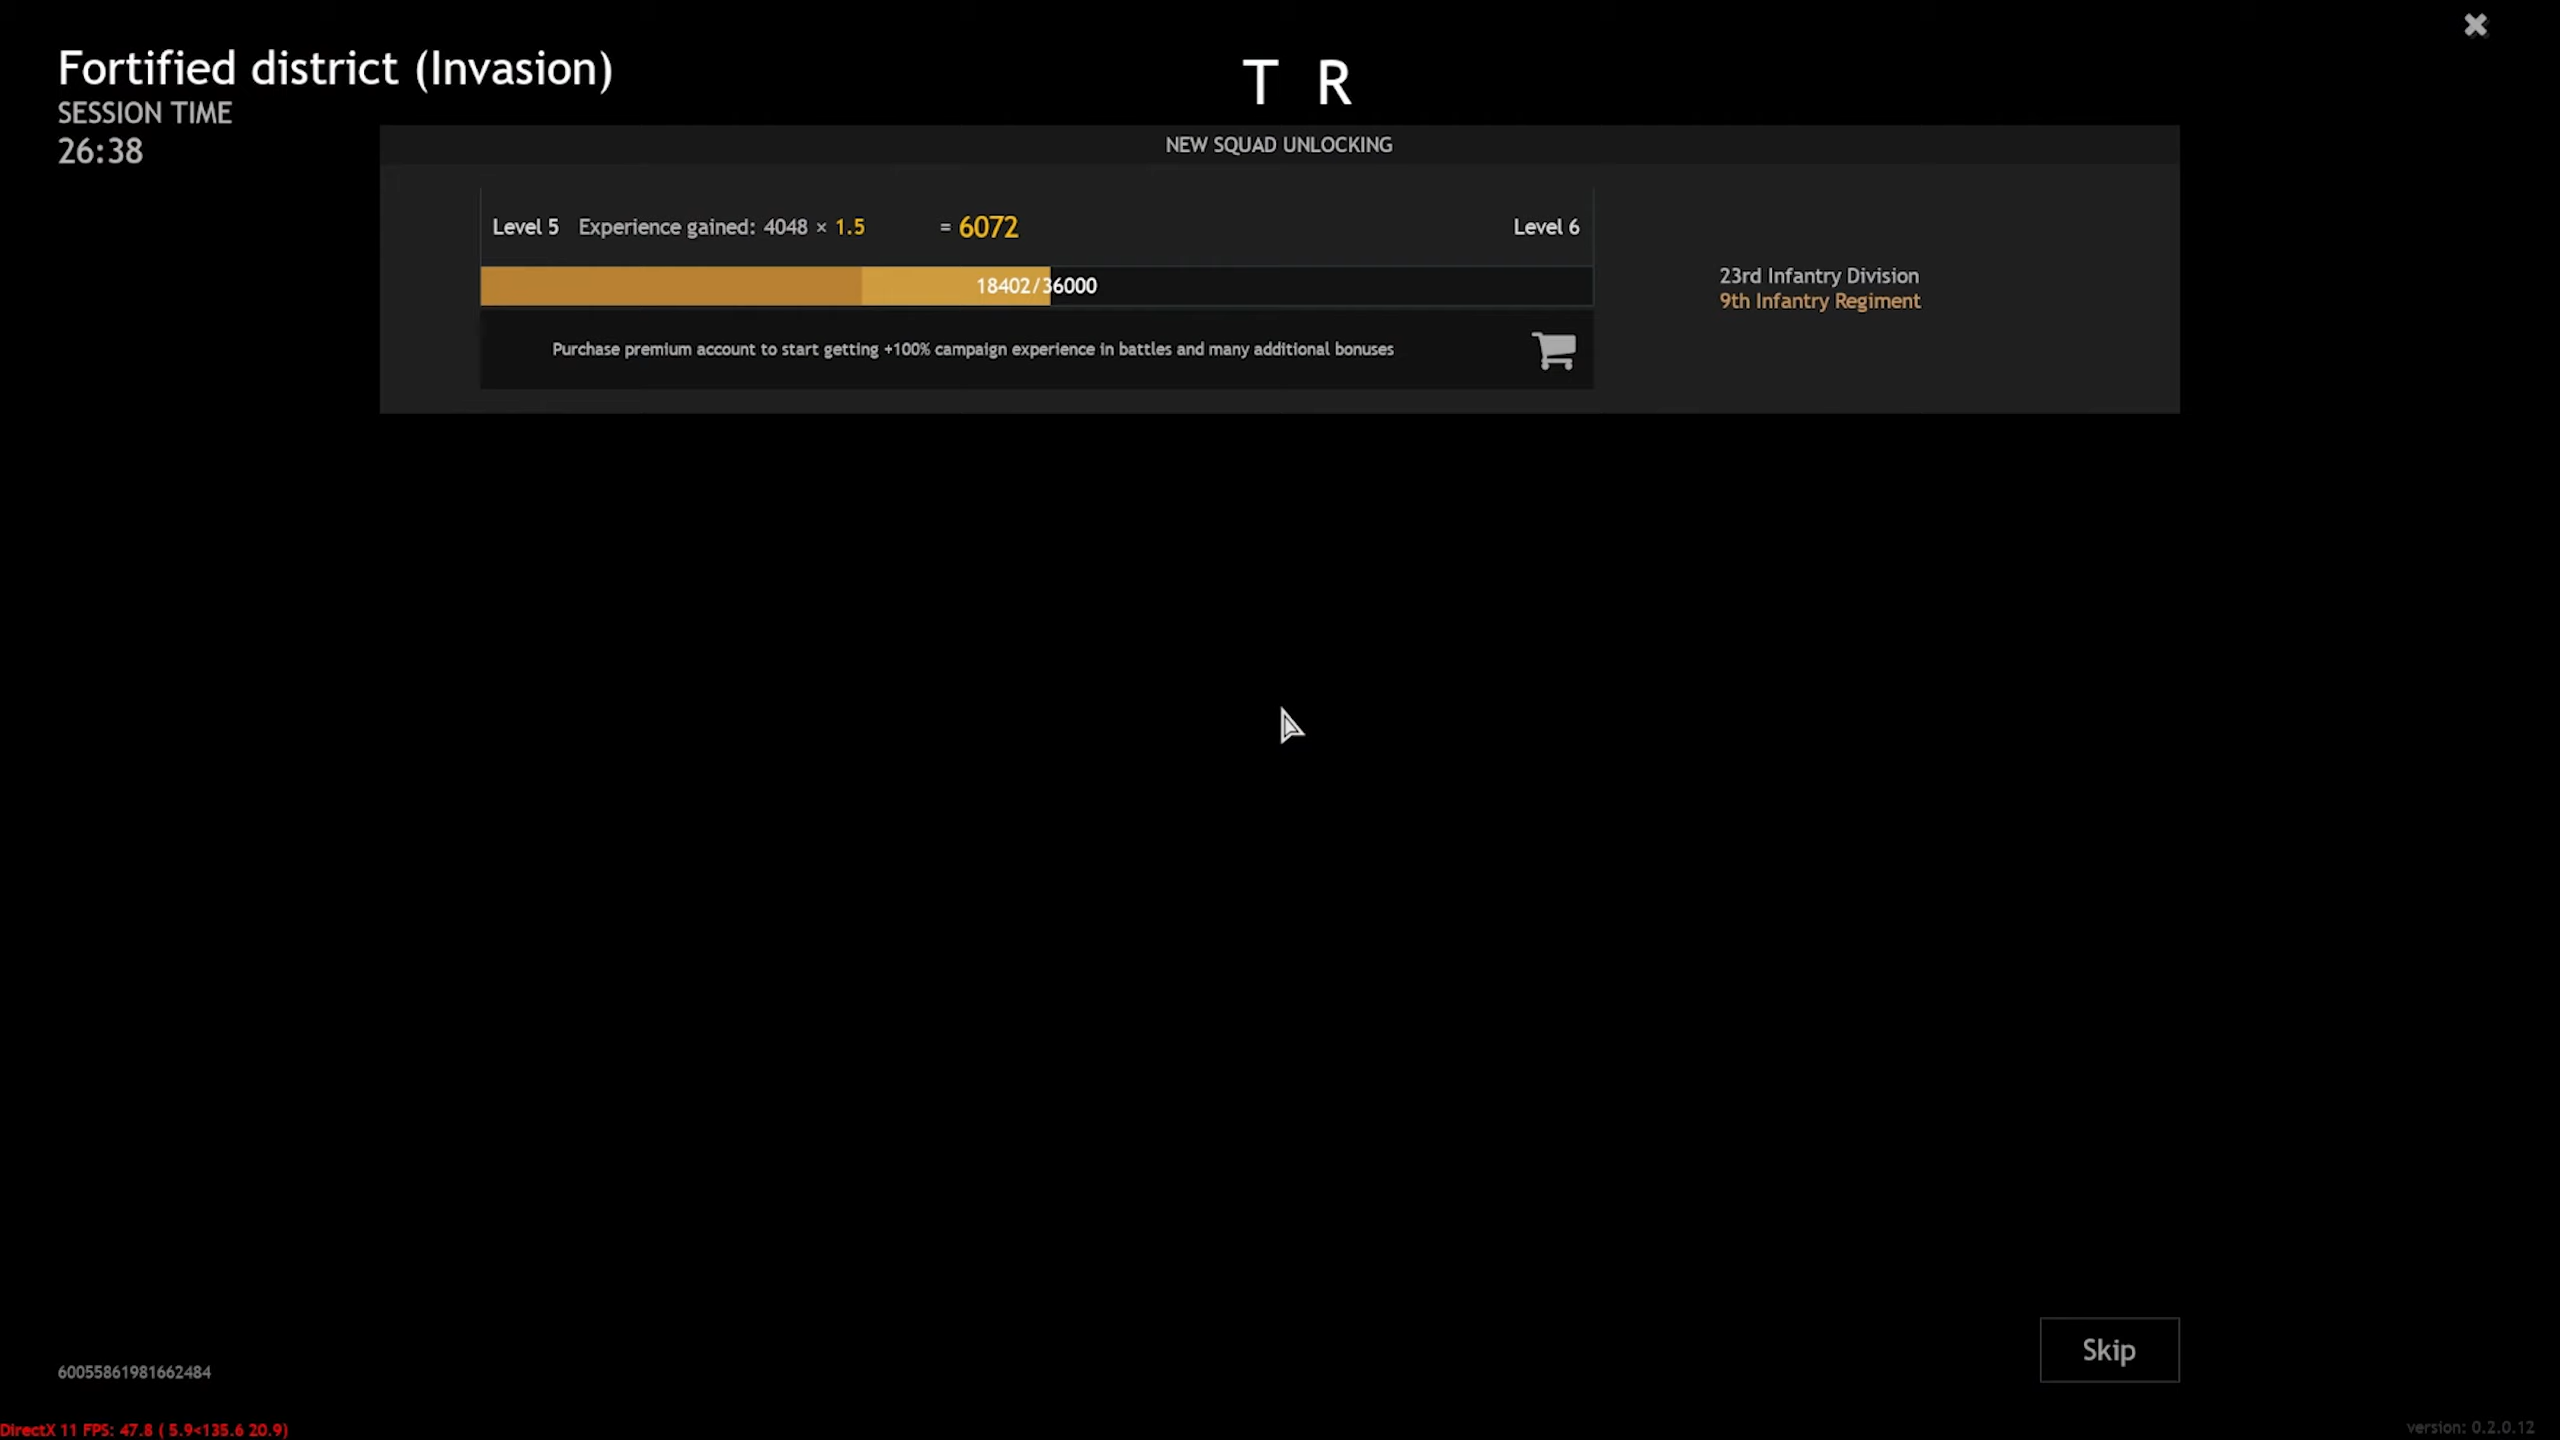 Fortified district (Invasion)
SESSION TIME
26:38
T R
NEW SQUAD UNLOCKING
Level 5 Experience gained: 4048 × 1.5 = 6072 Level 6
18402/36000
23rd Infantry Division
9th Infantry Regiment
Purchase premium account to start getting +100% campaign experience in battles and many additional bonuses
Skip
60055861981662484
DirectX 11 FPS: 47.8 ( 5.9<135.6 20.9)
version: 0.2.0.12